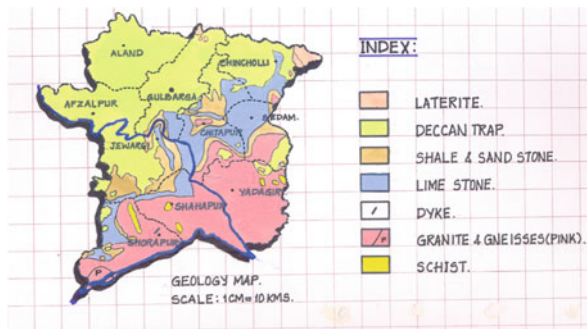 ALAND
CHINCHOLLI
AFZALPUR
GULBARGA
SEDAM.
CHITAPUR
JEWARGI
YADAGIR
SHAHAPUR
SHORAPUR
P
GEOLOGY MAP.
SCALE: 1CM=10 KMS.
INDEX:
LATERITE.
DECCAN TRAP.
SHALE & SAND STONE.
LIME STONE.
DYKE.
P
GRANITE & GNEISSES(PINK).
SCHIST.